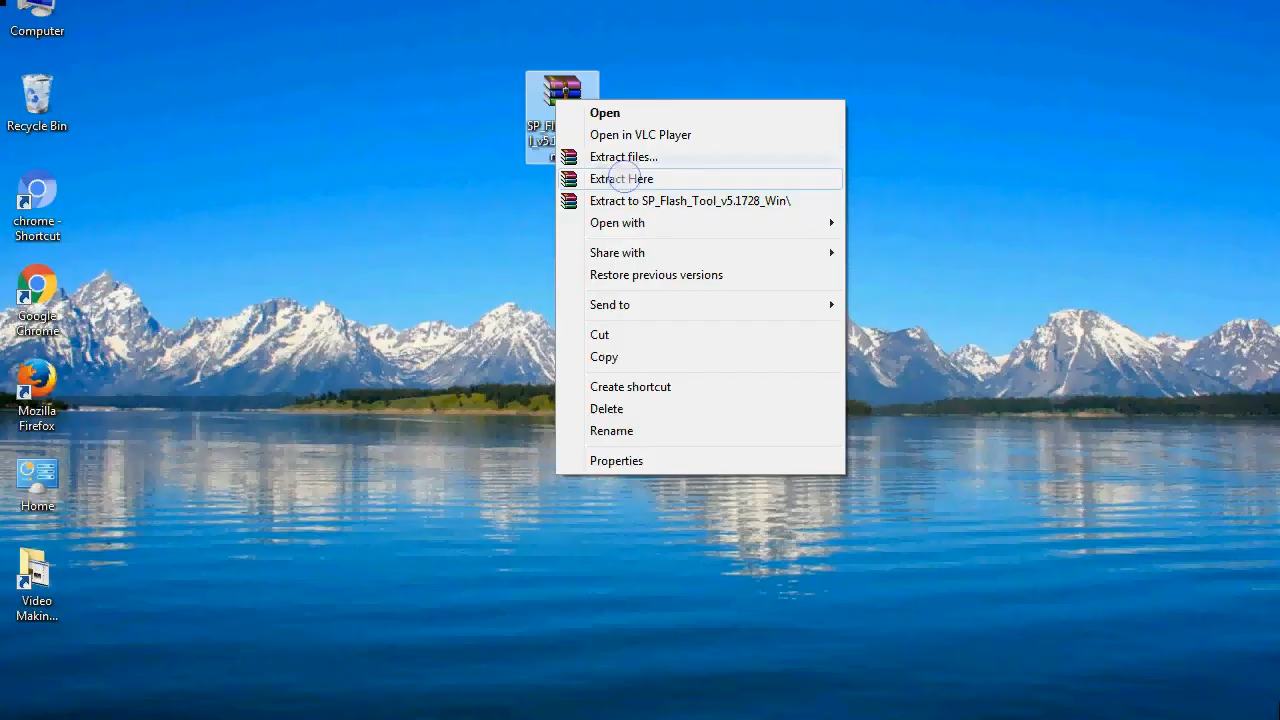 Computer
Recycle Bin
chrome -
Shortcut
Google
Chrome
Mozilla
Firefox
Home
Video
Makin...
SP_Fl
Open
Open in VLC Player
Extract files...
Extract Here
Extract to SP_Flash_Tool_v5.1728_Win\
Open with
Share with
Restore previous versions
Send to
Cut
Copy
Create shortcut
Delete
Rename
Properties